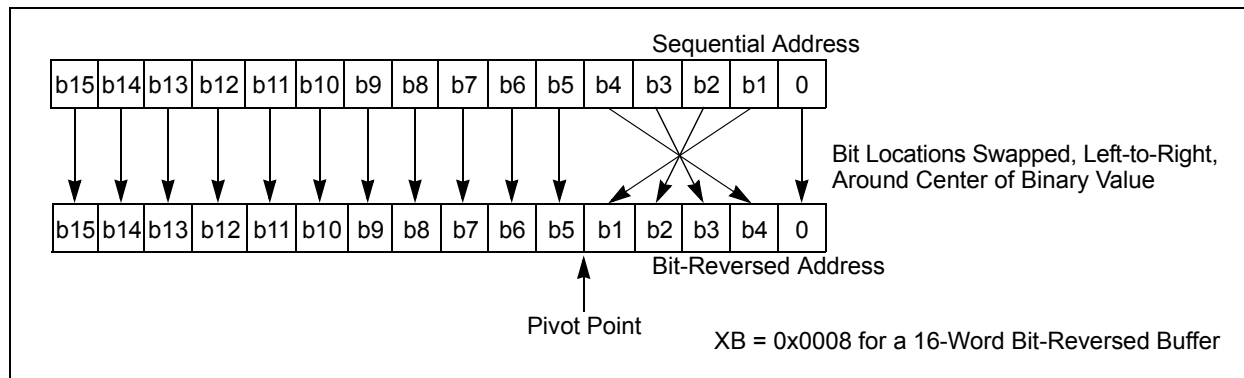 Sequential Address
b15 b14 b13 b12 b11 b10 b9 b8 b7 b6 b5 b4 b3 b2 b1 0
Bit Locations Swapped, Left-to-Right,
Around Center of Binary Value
b15 b14 b13 b12 b11 b10 b9 b8 b7 b6 b5 b1 b2 b3 b4 0
Bit-Reversed Address
Pivot Point
XB = 0x0008 for a 16-Word Bit-Reversed Buffer